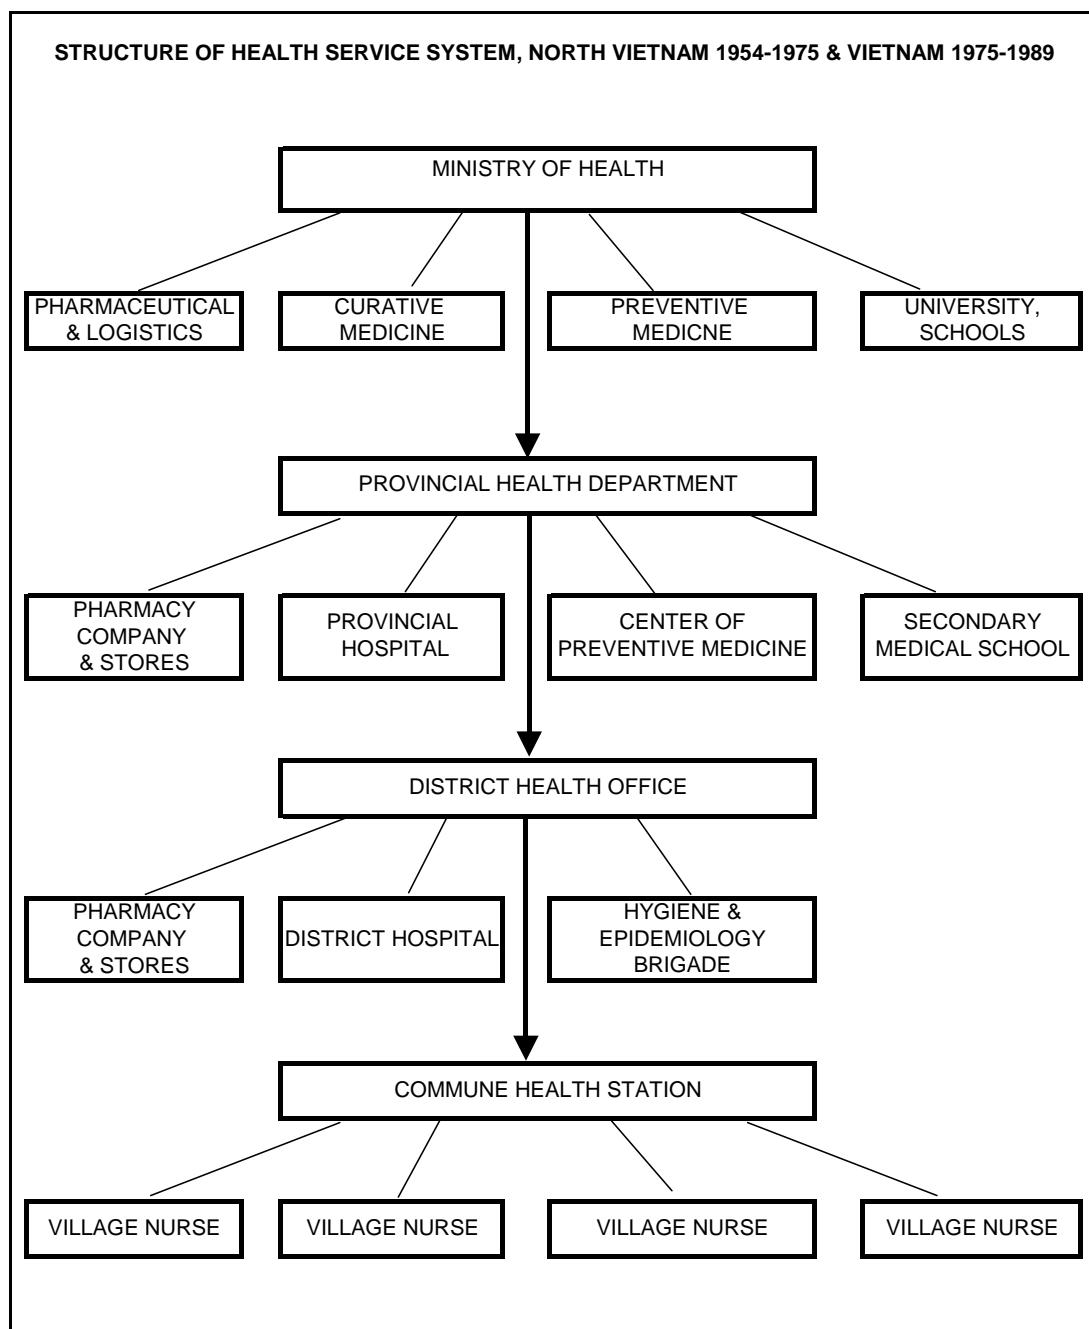 STRUCTURE OF HEALTH SERVICE SYSTEM, NORTH VIETNAM 1954-1975 & VIETNAM 1975-1989
MINISTRY OF HEALTH
PHARMACEUTICAL
& LOGISTICS
CURATIVE
MEDICINE
PREVENTIVE
MEDICNE
UNIVERSITY,
SCHOOLS
PROVINCIAL HEALTH DEPARTMENT
PHARMACY
COMPANY
& STORES
PROVINCIAL
HOSPITAL
CENTER OF
PREVENTIVE MEDICINE
SECONDARY
MEDICAL SCHOOL
DISTRICT HEALTH OFFICE
PHARMACY
COMPANY
& STORES
DISTRICT HOSPITAL
HYGIENE &
EPIDEMIOLOGY
BRIGADE
COMMUNE HEALTH STATION
VILLAGE NURSE
VILLAGE NURSE
VILLAGE NURSE
VILLAGE NURSE